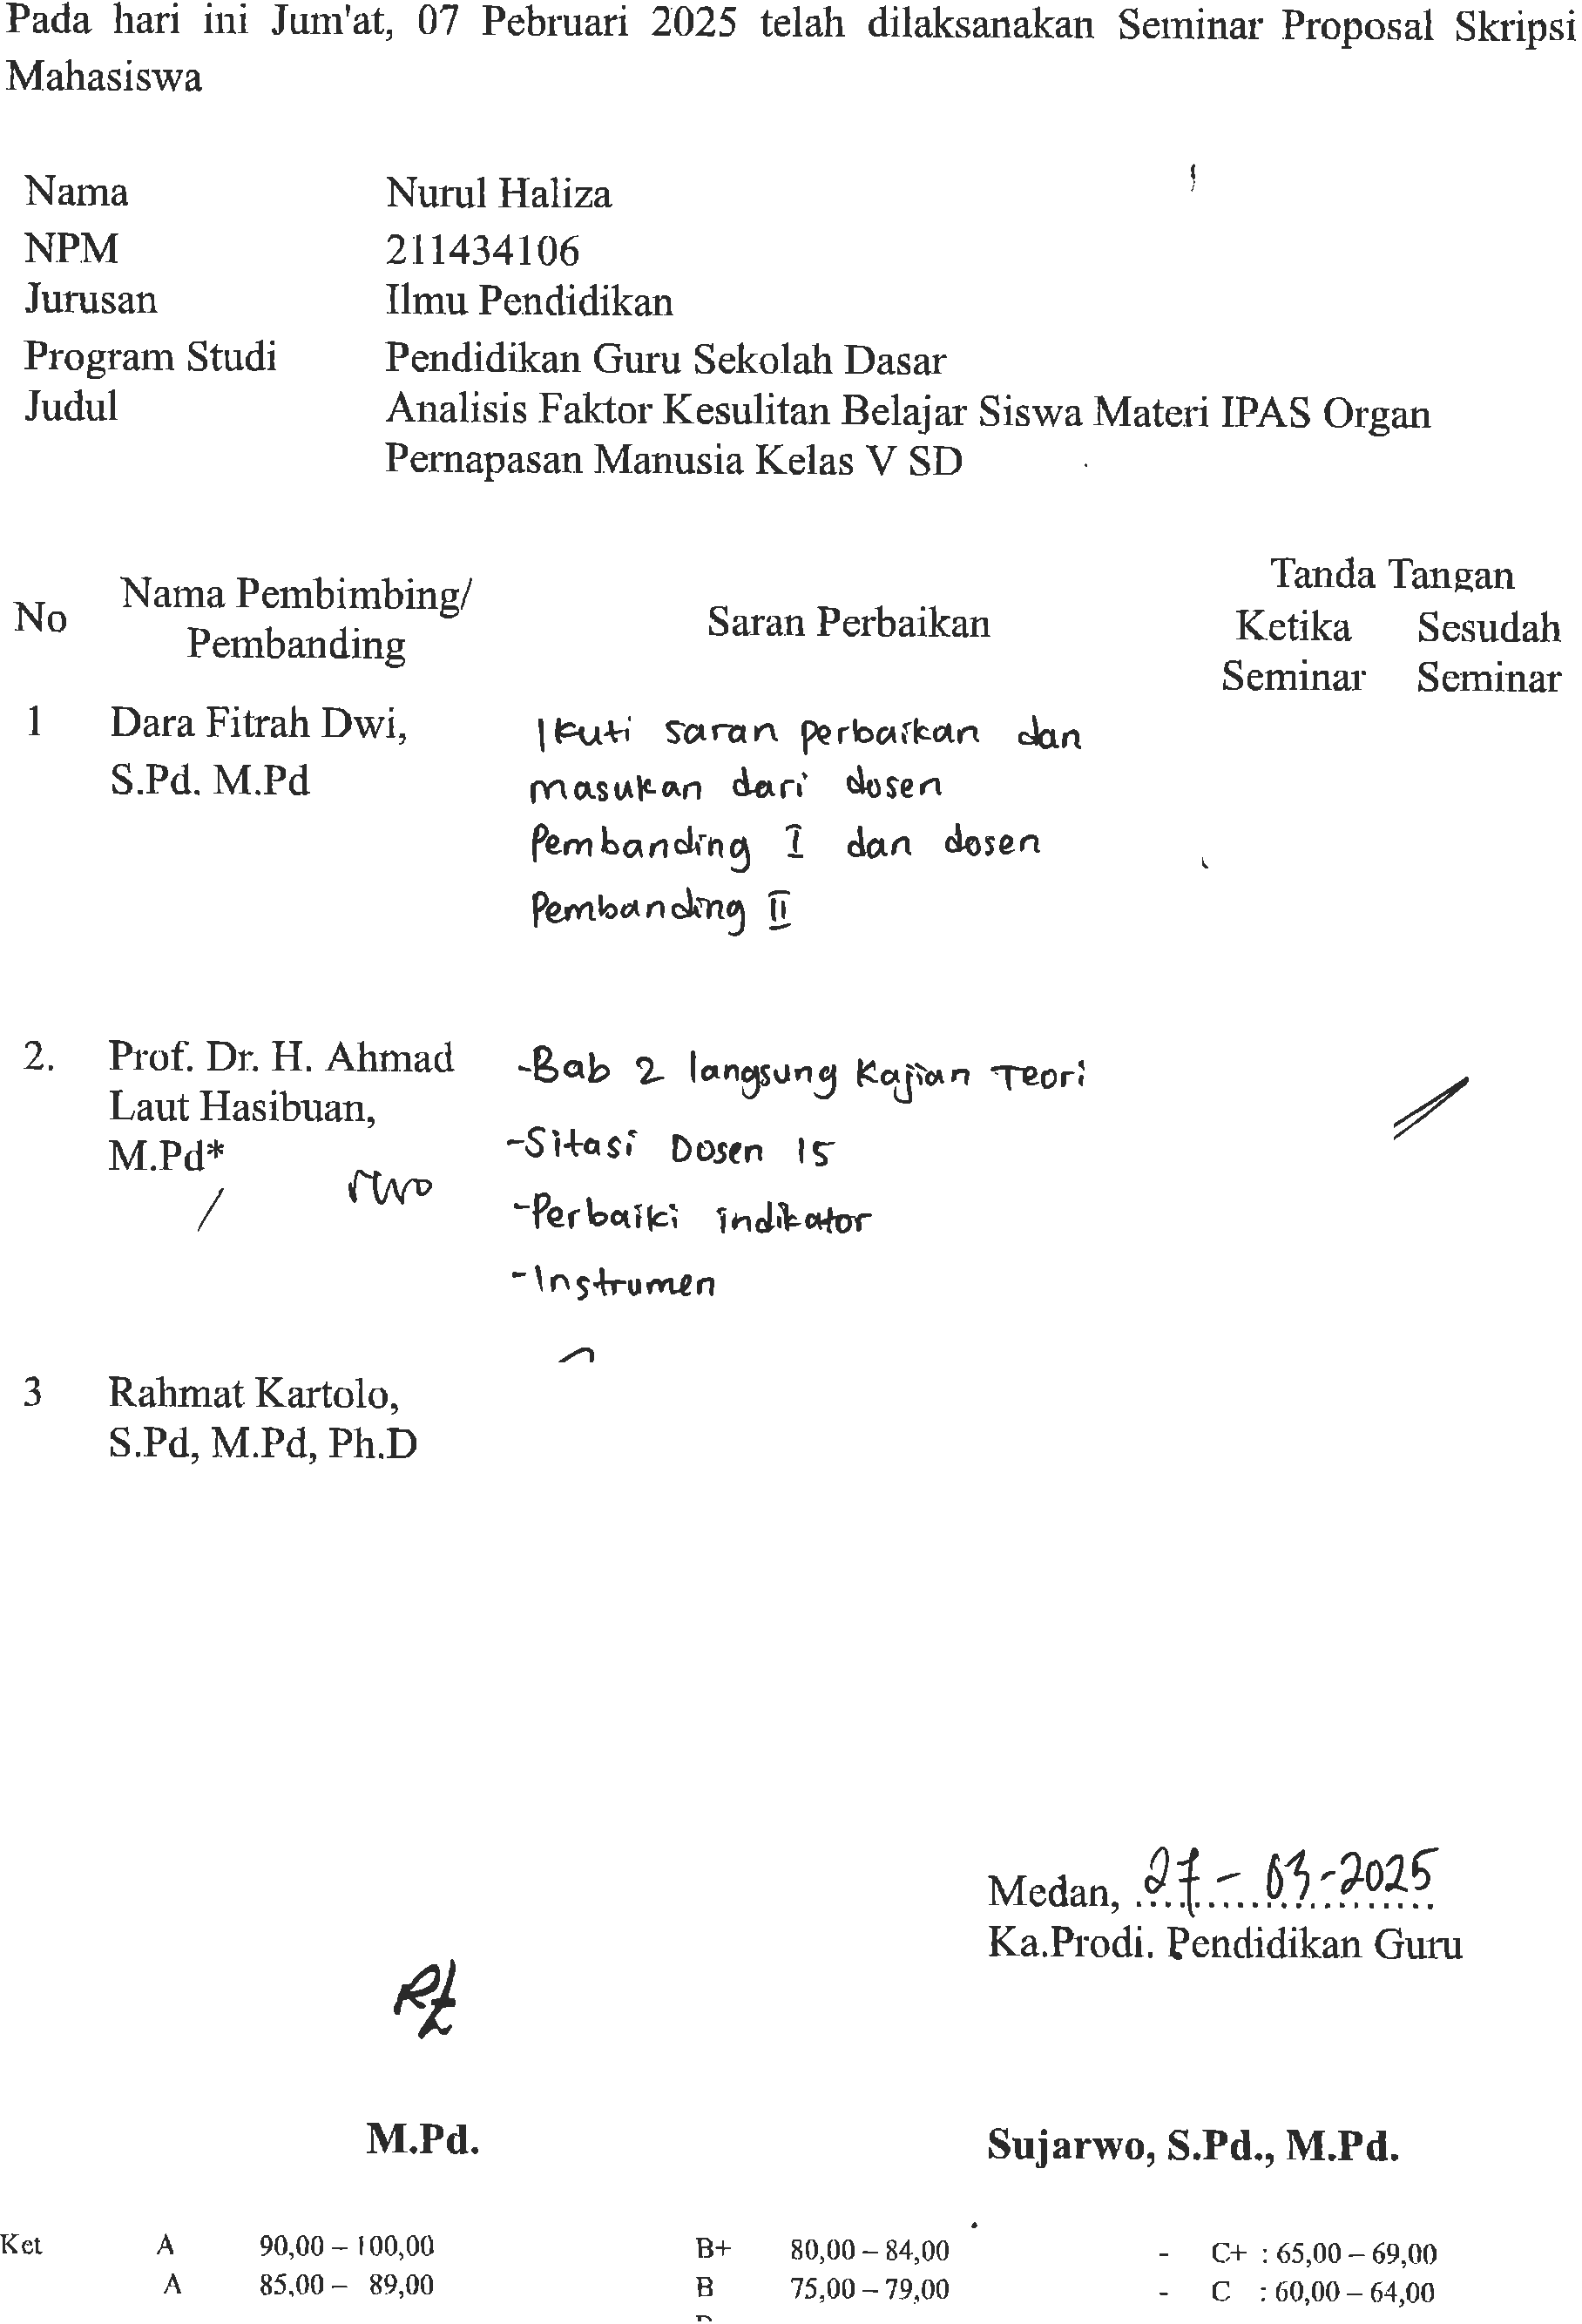 Pada hari ini Jum'at, 07 Pebruari 2025 telah dilaksanakan Seminar Proposal Skripsi
Mahasiswa
Nama Nurul Haliza
NPM 211434106
Jurusan Ilmu Pendidikan
Program Studi Pendidikan Guru Sekolah Dasar
Judul Analisis Faktor Kesulitan Belajar Siswa Materi IPAS Organ
Pernapasan Manusia Kelas V SD
No Nama Pembimbing/ Pembanding Saran Perbaikan Tanda Tangan
Ketika Seminar Sesudah Seminar
1 Dara Fitrah Dwi, Ikuti saran perbaikan dan
S.Pd. M.Pd masukan dari dosen
Pembanding I dan dosen
Pembanding II
2. Prof. Dr. H. Ahmad -Bab 2 langsung Kajian Teori
Laut Hasibuan, -Sitasi Dosen 15
M.Pd*
-Perbaiki indikator
-Instrumen
3 Rahmat Kartolo,
S.Pd, M.Pd, Ph.D
Medan, 27-03-2025
Ka.Prodi. Pendidikan Guru
M.Pd. Sujarwo, S.Pd., M.Pd.
Ket A 90,00 – 100,00 B+ 80,00 – 84,00 - C+ : 65,00 – 69,00
A 85,00 – 89,00 B 75,00 – 79,00 - C : 60,00 – 64,00